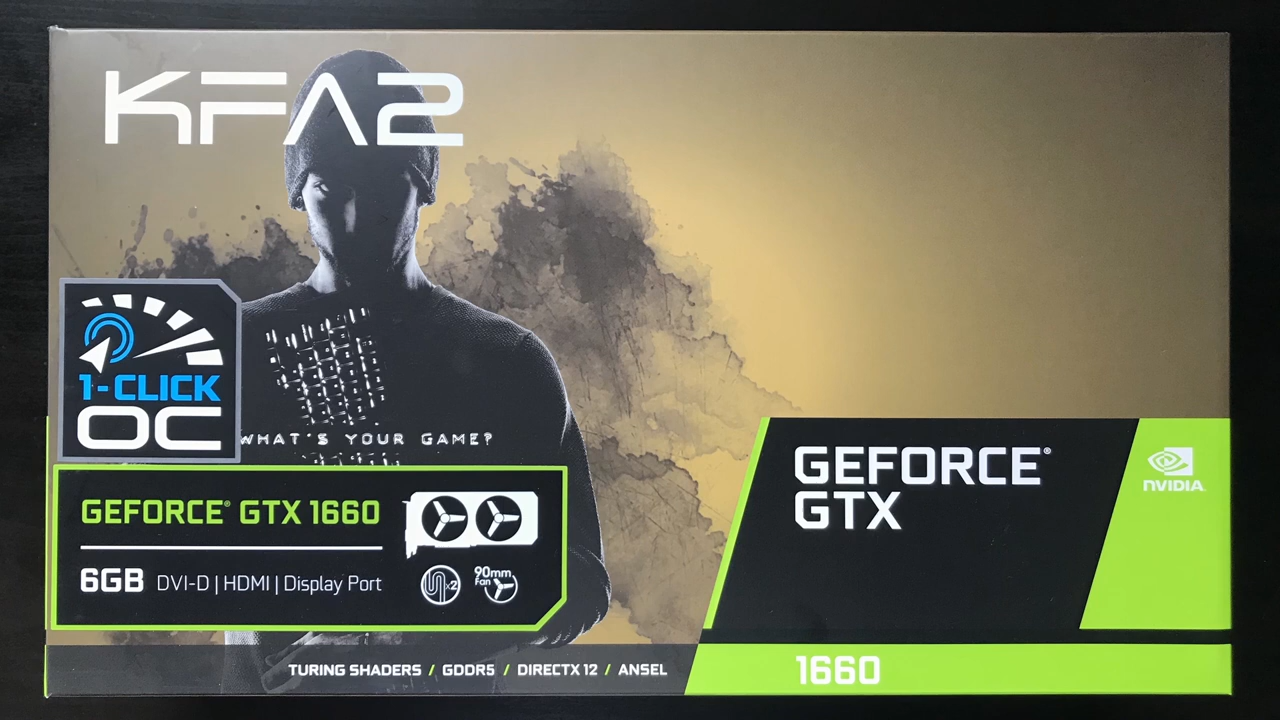 KFA2
1-CLICK
OC
WHAT'S YOUR GAME?
GEFORCE® GTX 1660
6GB DVI-D | HDMI | Display Port
x2
90mm
Fan
GEFORCE®
GTX
NVIDIA
TURING SHADERS / GDDR5 / DIRECTX 12 / ANSEL
1660